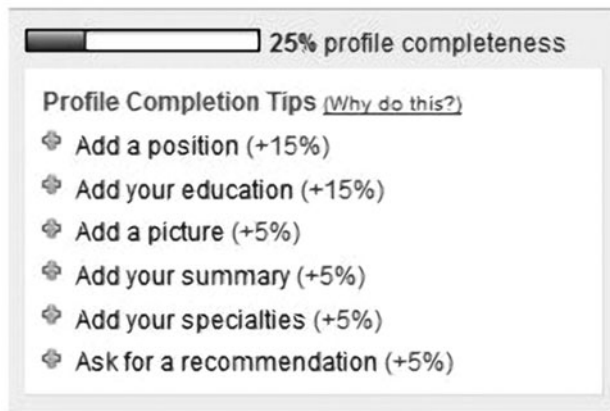 25% profile completeness
Profile Completion Tips (Why do this?)
Add a position (+15%)
Add your education (+15%)
Add a picture (+5%)
Add your summary (+5%)
Add your specialties (+5%)
Ask for a recommendation (+5%)